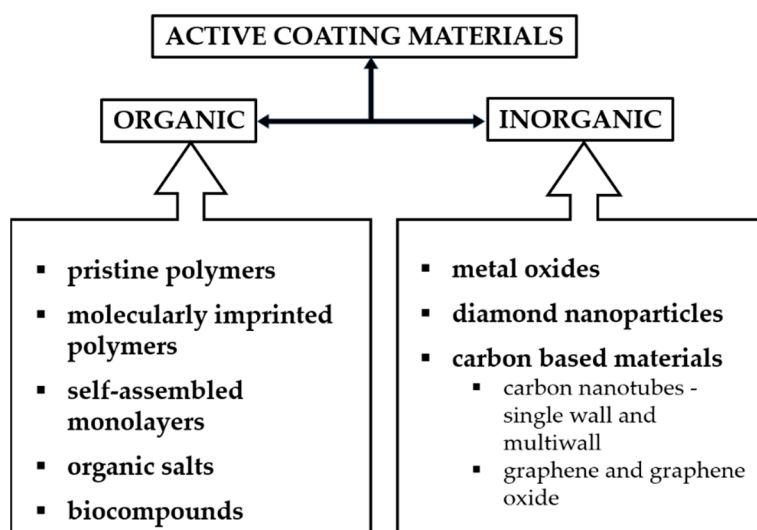 ACTIVE COATING MATERIALS
ORGANIC
INORGANIC
▪ pristine polymers
▪ molecularly imprinted
polymers
▪ self-assembled
monolayers
▪ organic salts
▪ biocompounds
▪ metal oxides
▪ diamond nanoparticles
▪ carbon based materials
▪ carbon nanotubes -
single wall and
multiwall
▪ graphene and graphene
oxide